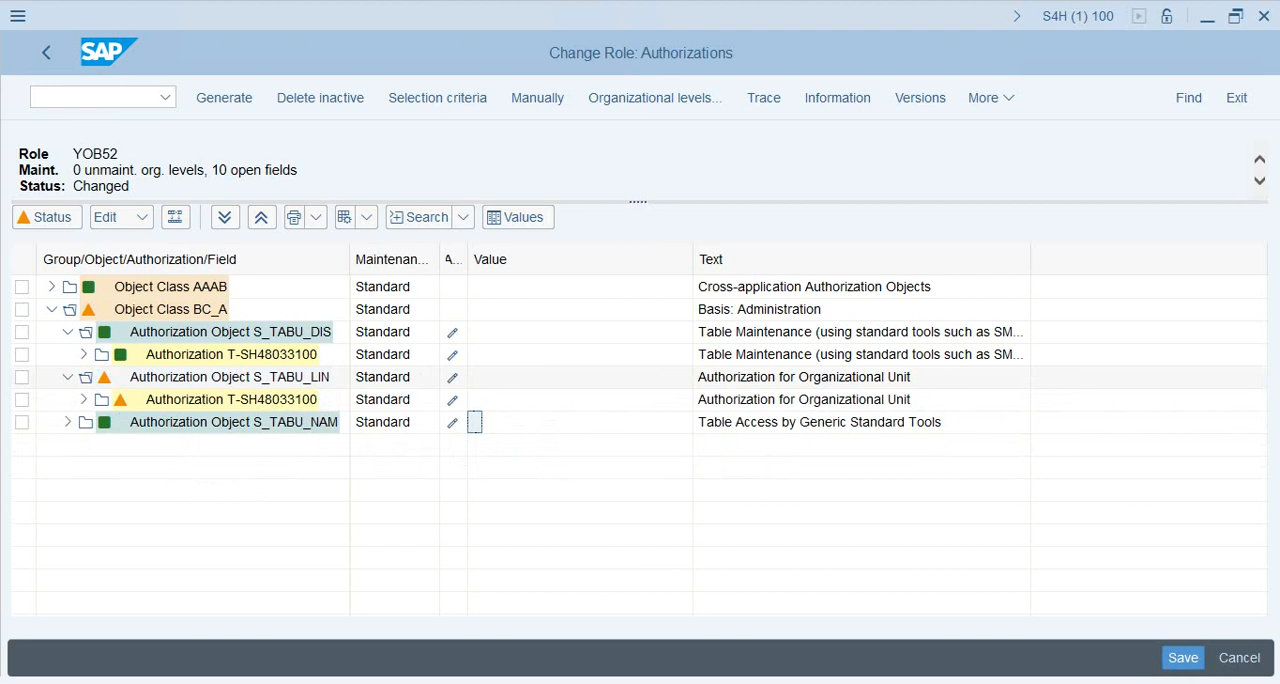 S4H (1) 100
SAP Change Role: Authorizations
Generate Delete inactive Selection criteria Manually Organizational levels... Trace Information Versions More Find Exit
Role YOB52
Maint. 0 unmaint. org. levels, 10 open fields
Status: Changed
Status Edit Search Values
Group/Object/Authorization/Field Maintenan... A... Value Text
Object Class AAAB Standard Cross-application Authorization Objects
Object Class BC_A Standard Basis: Administration
Authorization Object S_TABU_DIS Standard Table Maintenance (using standard tools such as SM...
Authorization T-SH48033100 Standard Table Maintenance (using standard tools such as SM...
Authorization Object S_TABU_LIN Standard Authorization for Organizational Unit
Authorization T-SH48033100 Standard Authorization for Organizational Unit
Authorization Object S_TABU_NAM Standard Table Access by Generic Standard Tools
Save Cancel